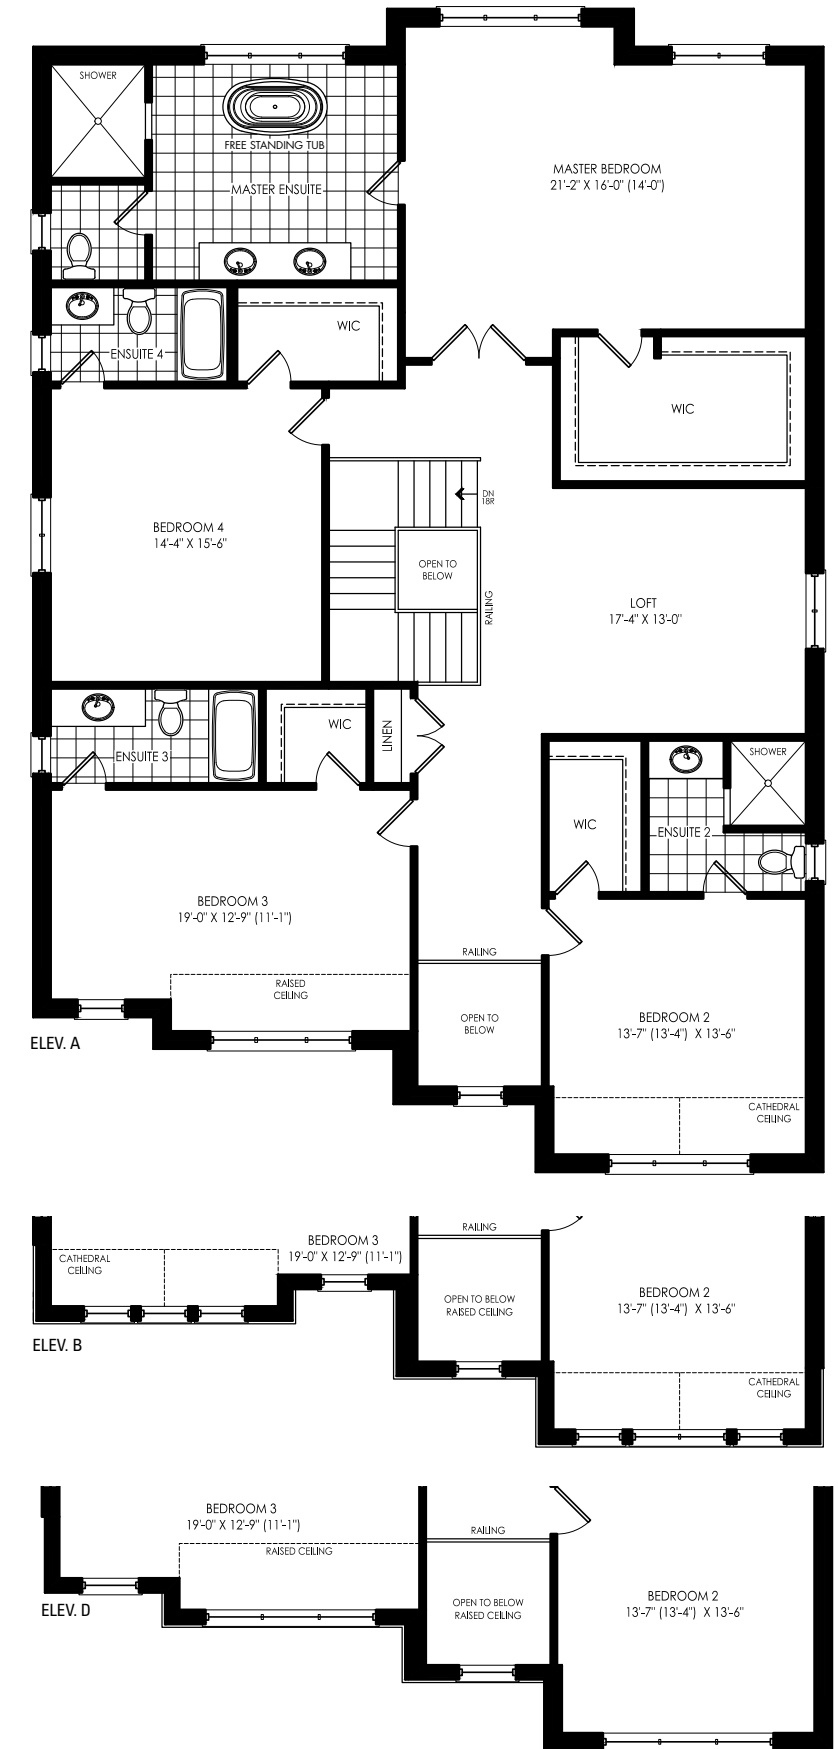 SHOWER
FREE STANDING TUB
MASTER ENSUITE
MASTER BEDROOM
21'-2" X 16'-0" (14'-0")
WIC
ENSUITE 4
WIC
DN
18R
BEDROOM 4
14'-4" X 15'-6"
OPEN TO
BELOW
RAILING
LOFT
17'-4" X 13'-0"
WIC
LINEN
ENSUITE 3
SHOWER
WIC
ENSUITE 2
BEDROOM 3
19'-0" X 12'-9" (11'-1")
RAILING
RAISED
CEILING
OPEN TO
BELOW
BEDROOM 2
13'-7" (13'-4") X 13'-6"
ELEV. A
CATHEDRAL
CEILING
RAILING
BEDROOM 3
19'-0" X 12'-9" (11'-1")
CATHEDRAL
CEILING
OPEN TO BELOW
RAISED CEILING
BEDROOM 2
13'-7" (13'-4") X 13'-6"
ELEV. B
CATHEDRAL
CEILING
BEDROOM 3
19'-0" X 12'-9" (11'-1")
RAILING
RAISED CEILING
OPEN TO BELOW
RAISED CEILING
BEDROOM 2
13'-7" (13'-4") X 13'-6"
ELEV. D